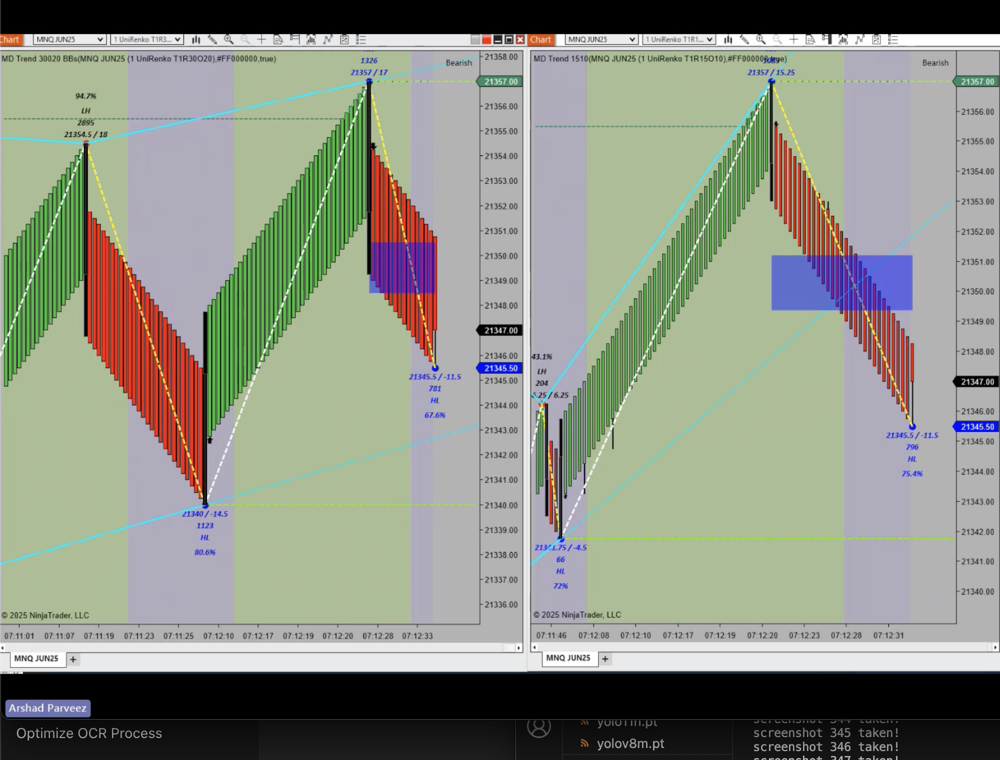 Chart
MNQ JUN25
1 UniRenko T1R3...
MD Trend 30020 BBs(MNQ JUN25 (1 UniRenko T1R30O20),#FF000000,true)
Bearish
1326
21357 / 17
94.7%
LH
2895
21354.5 / 18
21340 / -14.5
1123
HL
80.6%
21345.5 / -11.5
781
HL
67.6%
21358.00
21357.00
21356.00
21355.00
21354.00
21353.00
21352.00
21351.00
21350.00
21349.00
21348.00
21347.00
21346.00
21345.50
21345.00
21344.00
21343.00
21342.00
21341.00
21340.00
21339.00
21338.00
21337.00
21336.00
© 2025 NinjaTrader, LLC
07:11:01 07:11:07 07:11:19 07:11:23 07:11:25 07:12:10 07:12:17 07:12:19 07:12:20 07:12:28 07:12:33
MNQ JUN25
Chart
MNQ JUN25
1 UniRenko T1R1...
MD Trend 1510(MNQ JUN25 (1 UniRenko T1R15O10),#FF000000,true)
Bearish
21357 / 15.25
43.1%
LH
204
/ 6.25
/ -4.5
66
HL
72%
21345.5 / -11.5
796
HL
75.4%
21357.00
21356.00
21355.00
21354.00
21353.00
21352.00
21351.00
21350.00
21349.00
21348.00
21347.00
21346.00
21345.50
21344.00
21343.00
21342.00
21341.00
21340.00
© 2025 NinjaTrader, LLC
07:11:46 07:12:08 07:12:10 07:12:17 07:12:19 07:12:20 07:12:23 07:12:28 07:12:31
MNQ JUN25
Arshad Parveez
Optimize OCR Process
yolo11n.pt
yolov8m.pt
screenshot 344 taken!
screenshot 345 taken!
screenshot 346 taken!
screenshot 347 taken!